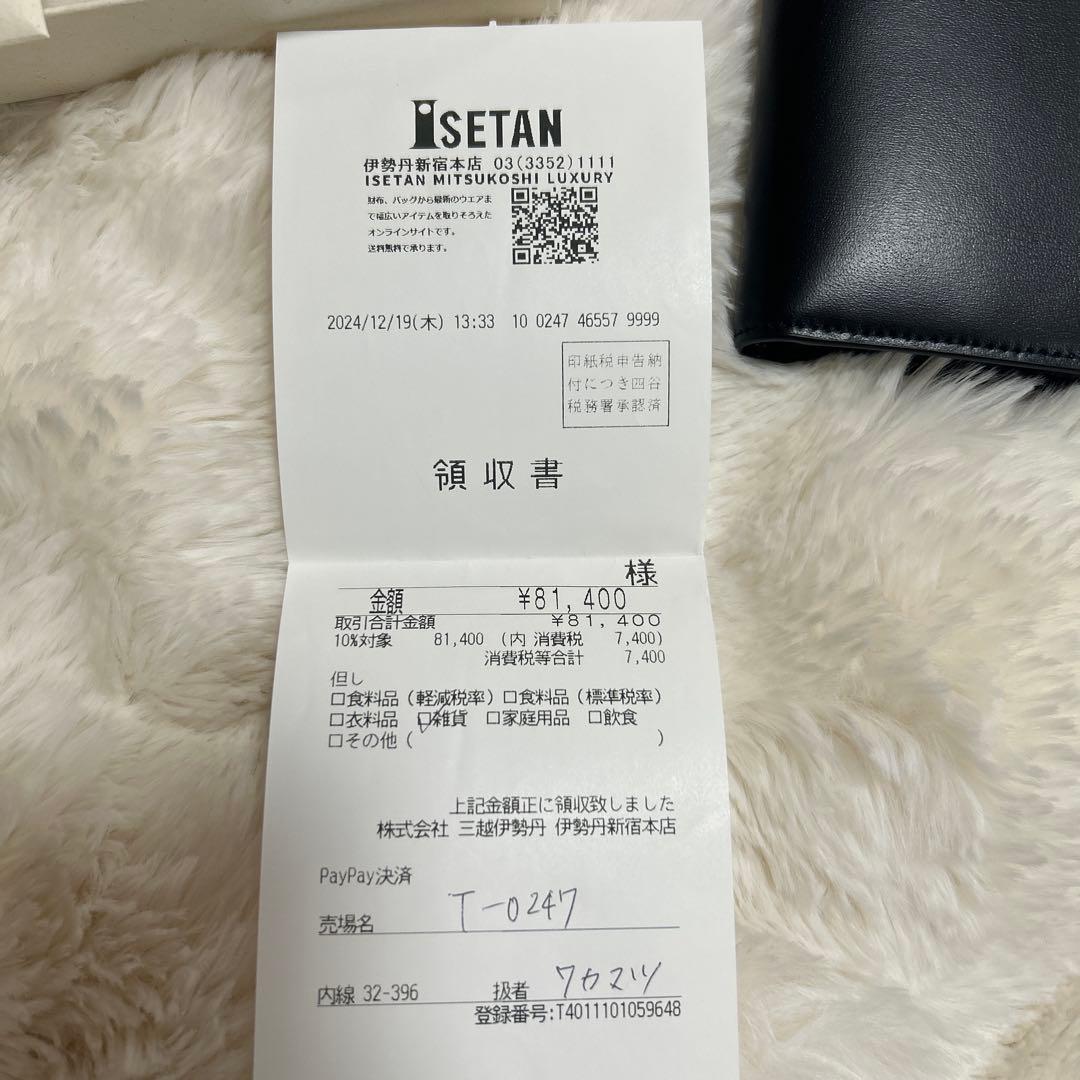 ISETAN
伊勢丹新宿本店 03(3352)1111
ISETAN MITSUKOSHI LUXURY
財布、バッグから最新のウエアま
で幅広いアイテムを取りそろえた
オンラインサイトです。
送料無料で承ります。
2024/12/19(木) 13:33 10 0247 46557 9999
印紙税申告納
付につき四谷
税務署承認済
領収書
様
金額 ¥81,400
取引合計金額 ¥81,400
10%対象 81,400 (内 消費税 7,400)
消費税等合計 7,400
但し
□食料品(軽減税率)□食料品(標準税率)
□衣料品 □雑貨 □家庭用品 □飲食
□その他( )
上記金額正に領収致しました
株式会社 三越伊勢丹 伊勢丹新宿本店
PayPay決済
売場名 T-0247
内線 32-396 扱者 ワカマツ
登録番号:T4011101059648